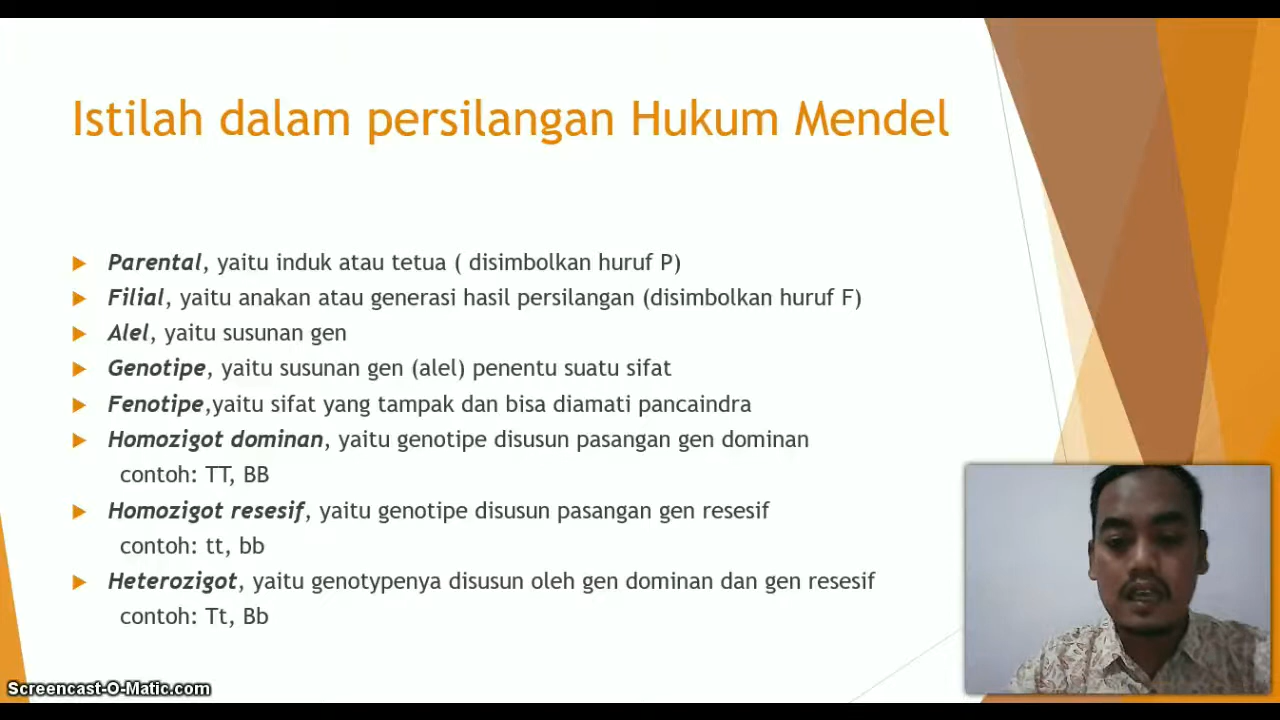 Istilah dalam persilangan Hukum Mendel
Parental, yaitu induk atau tetua ( disimbolkan huruf P)
Filial, yaitu anakan atau generasi hasil persilangan (disimbolkan huruf F)
Alel, yaitu susunan gen
Genotipe, yaitu susunan gen (alel) penentu suatu sifat
Fenotipe,yaitu sifat yang tampak dan bisa diamati pancaindra
Homozigot dominan, yaitu genotipe disusun pasangan gen dominan
contoh: TT, BB
Homozigot resesif, yaitu genotipe disusun pasangan gen resesif
contoh: tt, bb
Heterozigot, yaitu genotypenya disusun oleh gen dominan dan gen resesif
contoh: Tt, Bb
Screencast-O-Matic.com